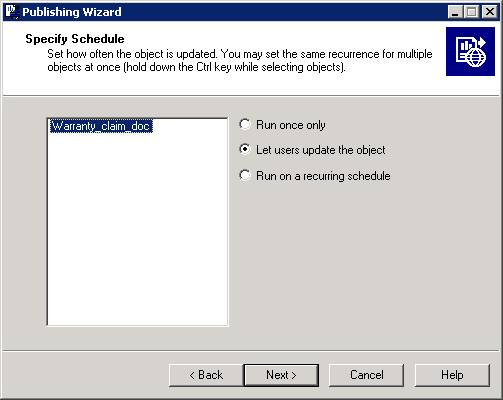 Publishing Wizard
Specify Schedule
Set how often the object is updated. You may set the same recurrence for multiple
objects at once (hold down the Ctrl key while selecting objects).
Warranty_claim_doc
Run once only
Let users update the object
Run on a recurring schedule
< Back
Next >
Cancel
Help